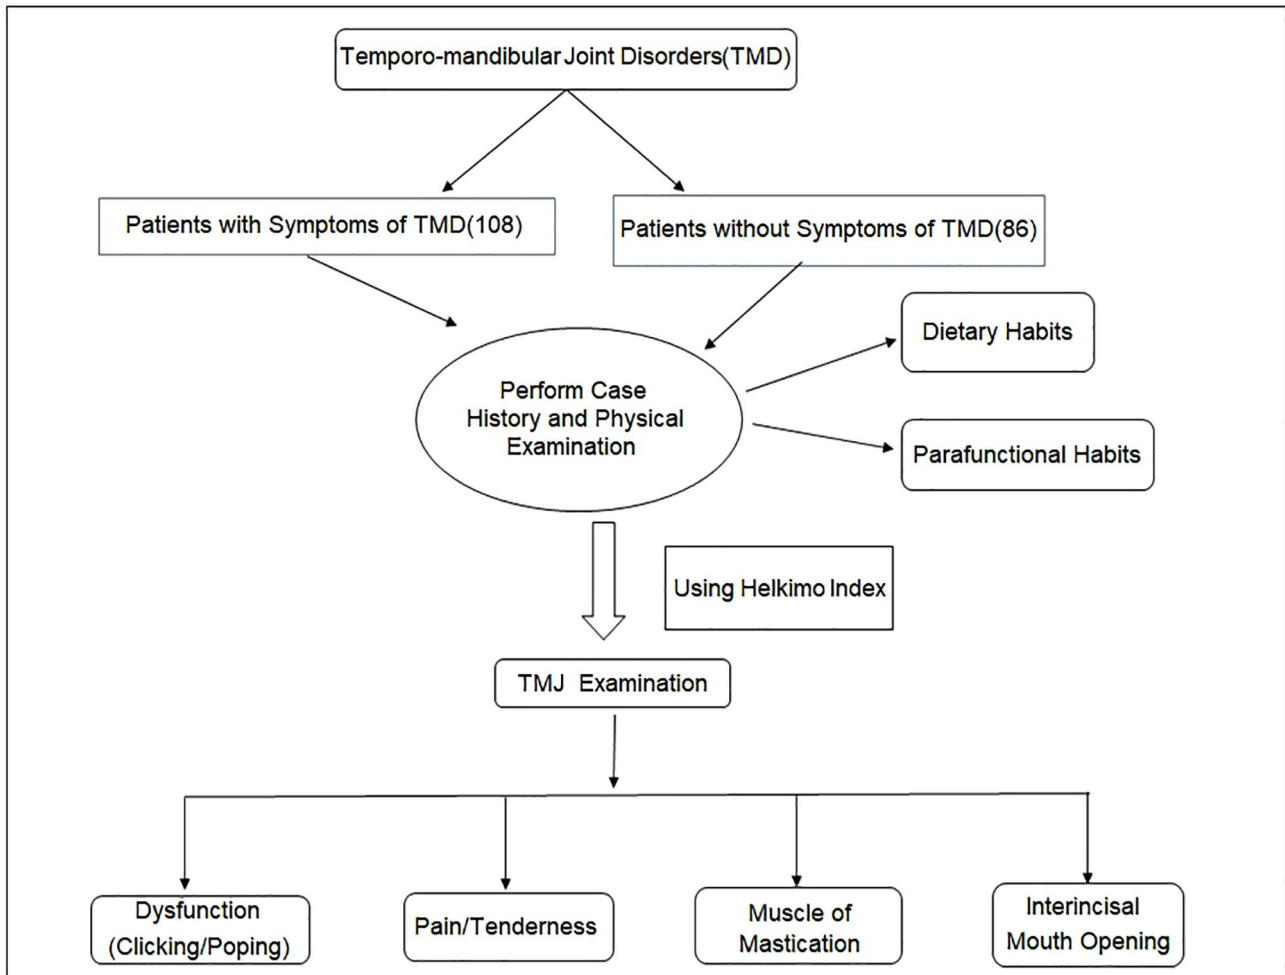 Temporo-mandibular Joint Disorders(TMD)
Patients with Symptoms of TMD(108)
Patients without Symptoms of TMD(86)
Dietary Habits
Perform Case
History and Physical
Examination
Parafunctional Habits
Using Helkimo Index
TMJ Examination
Dysfunction
(Clicking/Poping)
Pain/Tenderness
Muscle of
Mastication
Interincisal
Mouth Opening